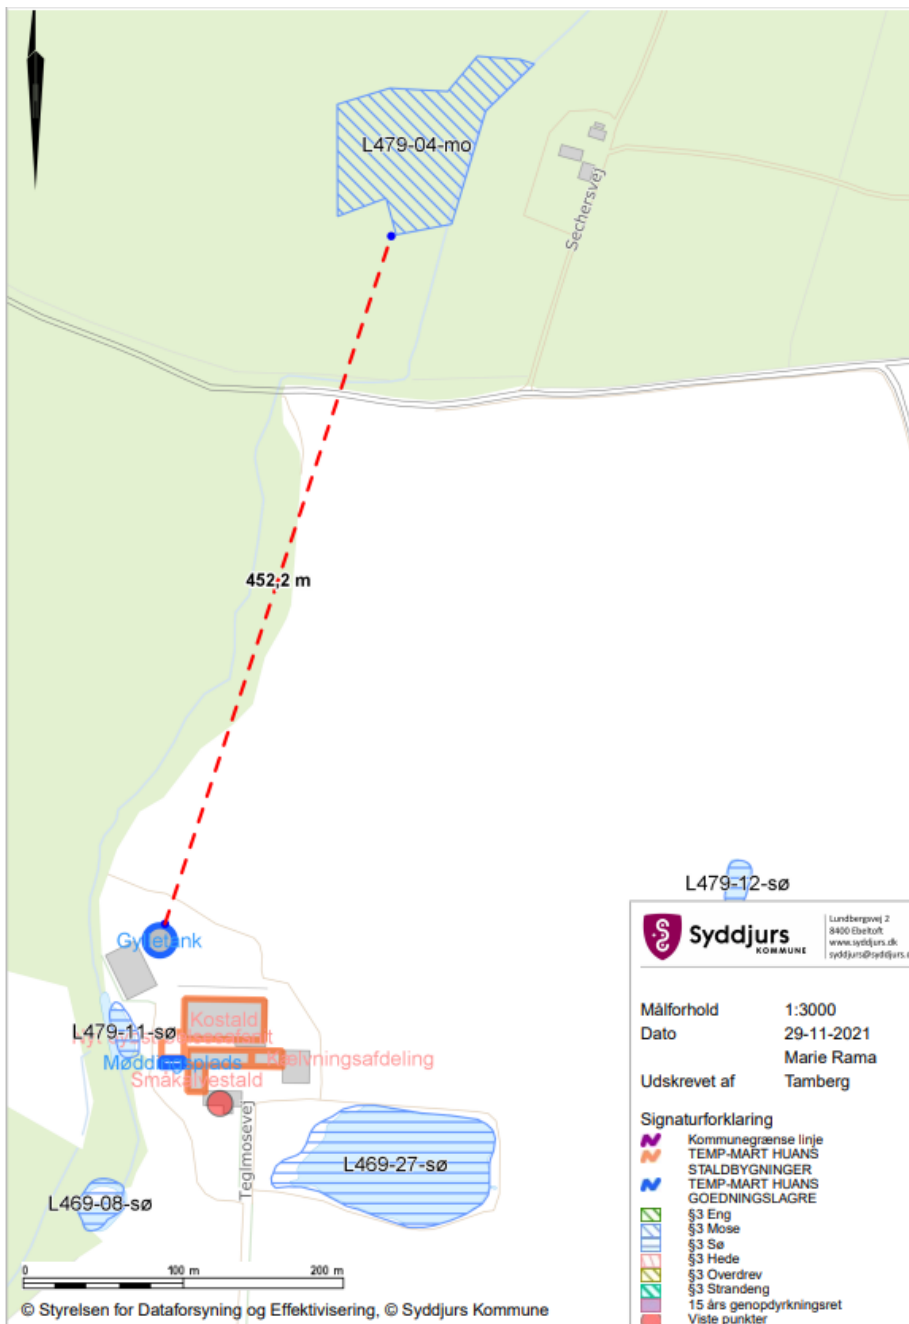 L479-04-mo
Sechersvej
452,2 m
L479-12-sø
Gylletank
Kostald
L479-11-sø
Møddingsplads
Kælvningsafdeling
Småkalvestald
Teglmosevej
L469-27-sø
L469-08-sø
0 100 m 200 m
© Styrelsen for Dataforsyning og Effektivisering, © Syddjurs Kommune
Syddjurs
KOMMUNE
Lundbergsvej 2
8400 Ebeltoft
www.syddjurs.dk
Målforhold 1:3000
Dato 29-11-2021
Marie Rama
Udskrevet af Tamberg
Signaturforklaring
Kommunegrænse linje
TEMP-MART HUANS
STALDBYGNINGER
TEMP-MART HUANS
GOEDNINGSLAGRE
§3 Eng
§3 Mose
§3 Sø
§3 Hede
§3 Overdrev
§3 Strandeng
15 års genopdyrkningsret
Viste punkter